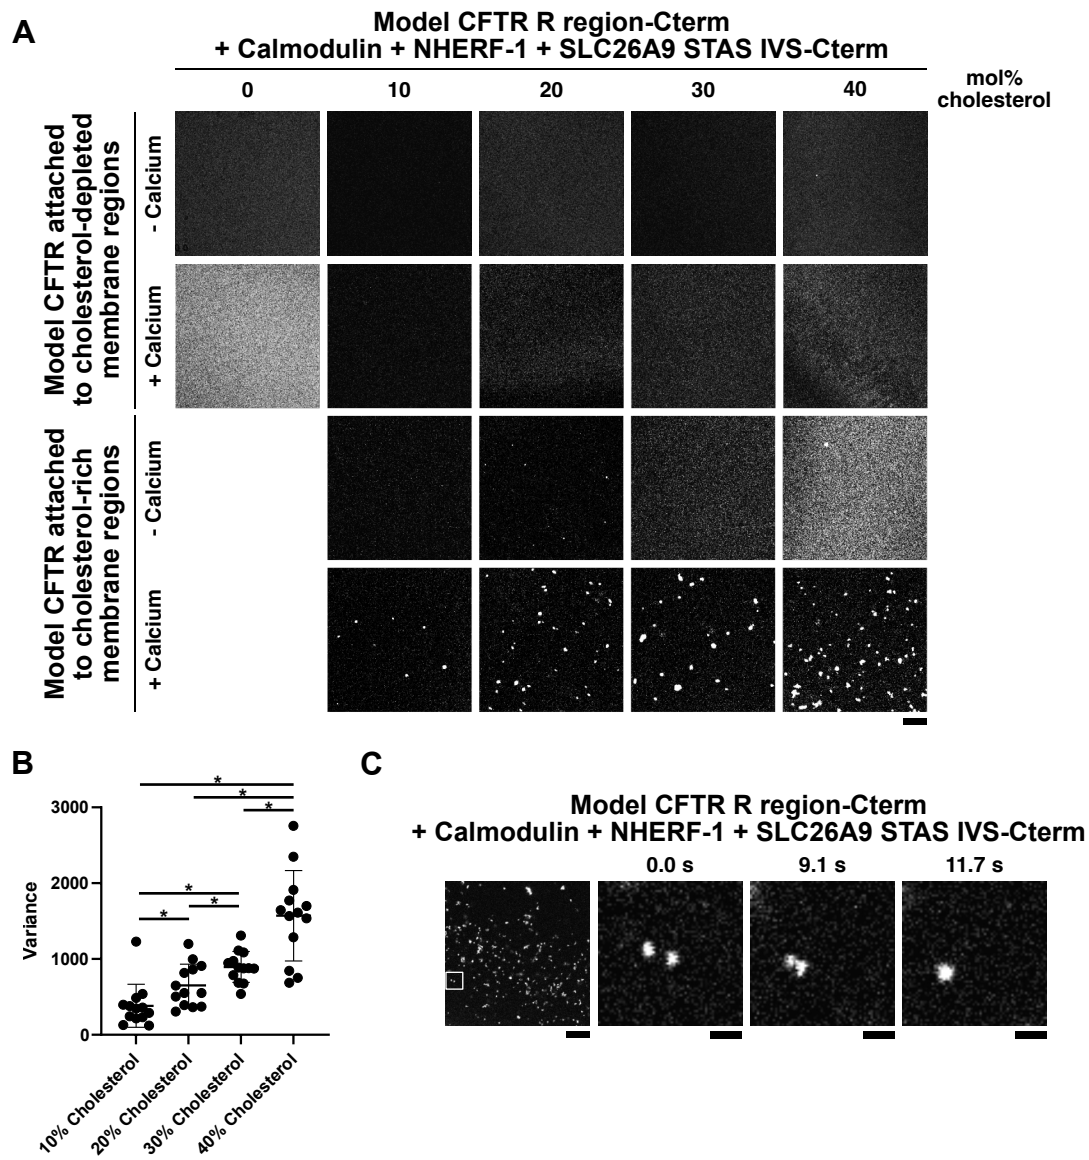 A
Model CFTR R region-Cterm
+ Calmodulin + NHERF-1 + SLC26A9 STAS IVS-Cterm
0 10 20 30 40
mol%
cholesterol
Model CFTR attached
to cholesterol-depleted
membrane regions
- Calcium
+ Calcium
Model CFTR attached
to cholesterol-rich
membrane regions
- Calcium
+ Calcium
B
*
*
*
*
*
*
3000
2000
1000
0
Variance
10% Cholesterol
20% Cholesterol
30% Cholesterol
40% Cholesterol
C
Model CFTR R region-Cterm
+ Calmodulin + NHERF-1 + SLC26A9 STAS IVS-Cterm
0.0 s 9.1 s 11.7 s